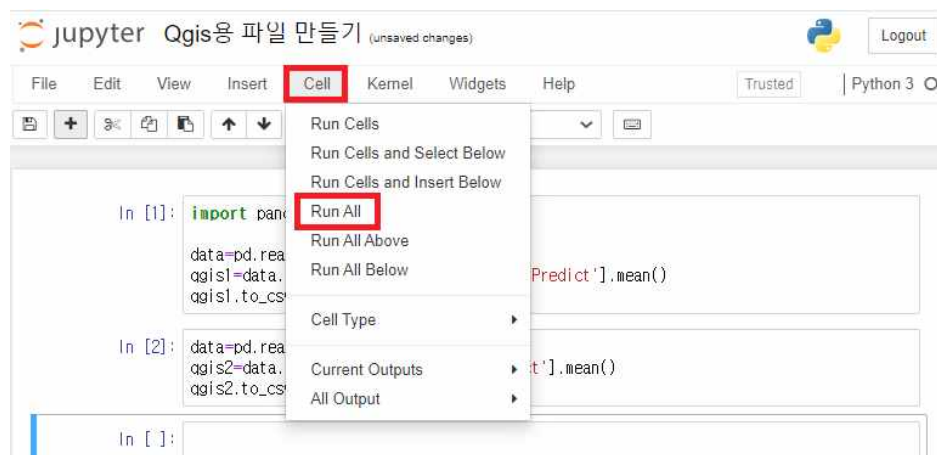 jupyter Qgis용 파일 만들기 (unsaved changes) Logout
File Edit View Insert Cell Kernel Widgets Help Trusted Python 3
Run Cells
Run Cells and Select Below
Run Cells and Insert Below
In [1]: import pan Run All
data=pd.rea Run All Above
qgis1=data. Run All Below Predict'].mean()
qgis1.to_cs
Cell Type
In [2]: data=pd.rea
qgis2=data. Current Outputs t'].mean()
qgis2.to_cs All Output
In [ ]: